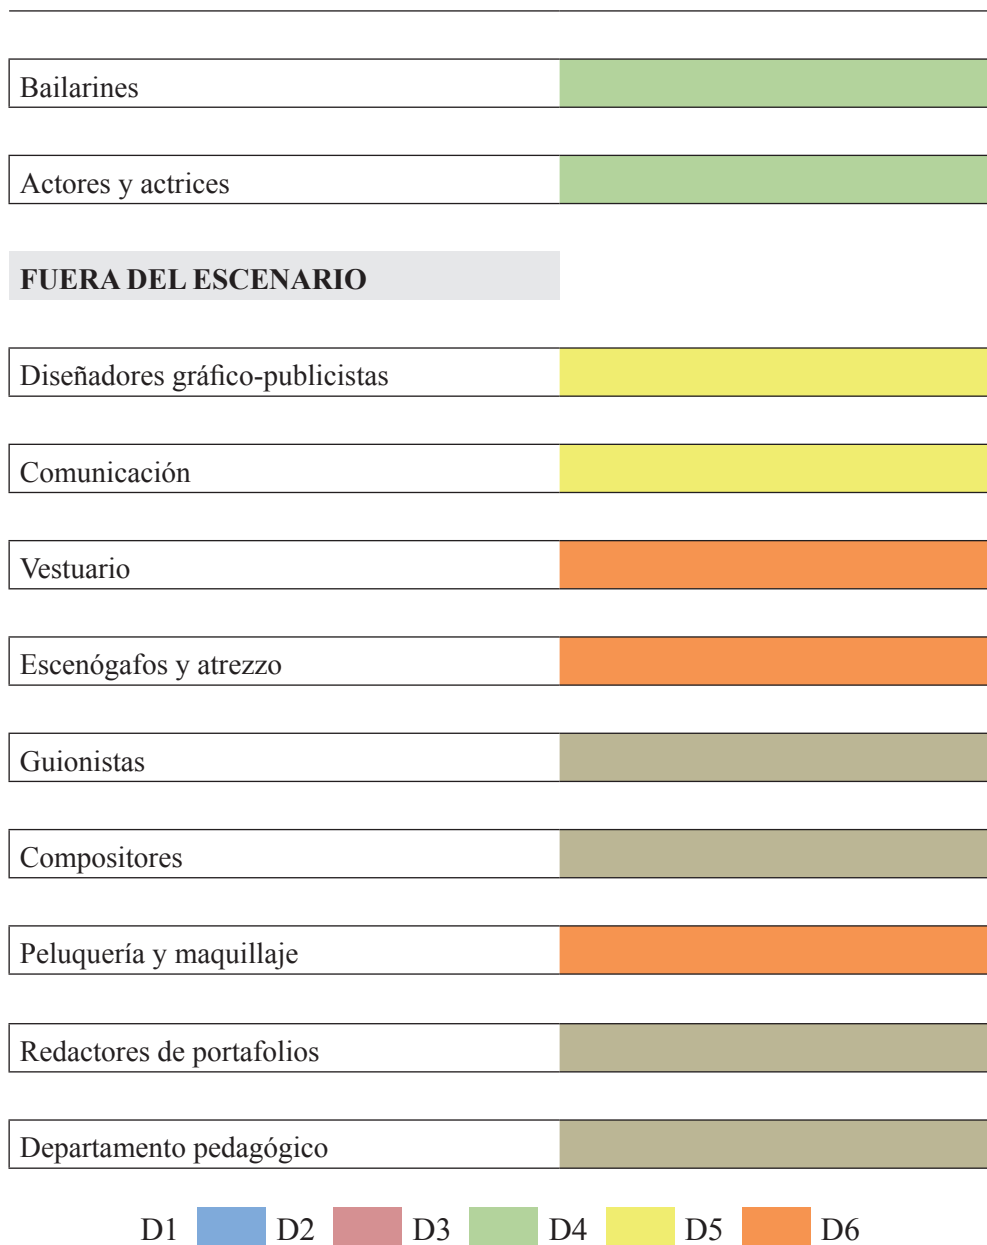 Bailarines
Actores y actrices
FUERA DEL ESCENARIO
Diseñadores gráfico-publicistas
Comunicación
Vestuario
Escenógafos y atrezzo
Guionistas
Compositores
Peluquería y maquillaje
Redactores de portafolios
Departamento pedagógico
D1 D2 D3 D4 D5 D6